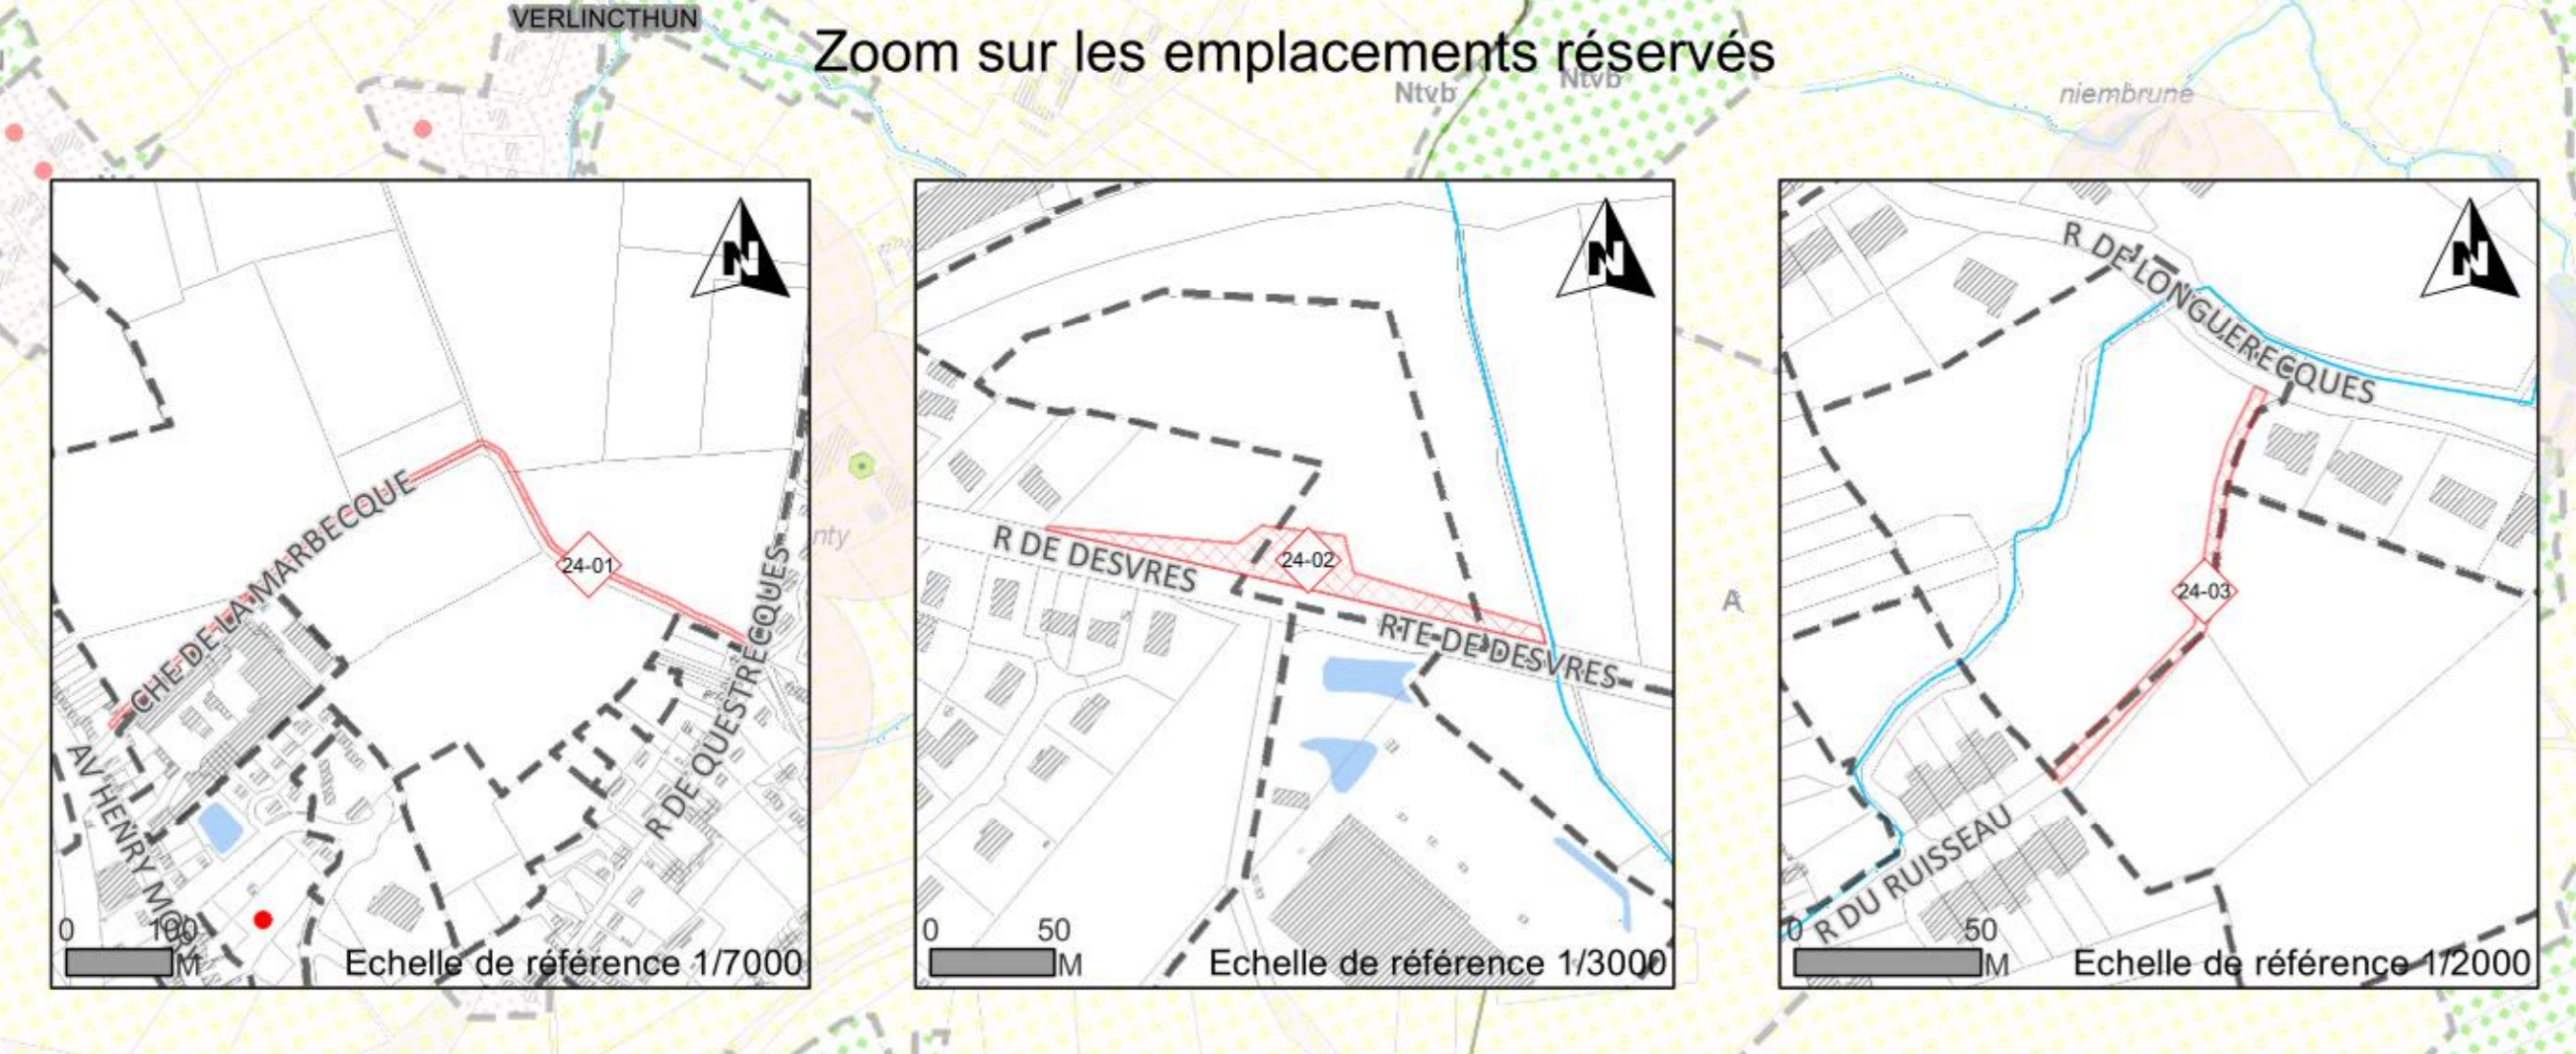 VERLINCTHUN
Zoom sur les emplacements réservés
Ntvb
Ntvb
niembrune
nty
A
N
CHE DE LA MARBECQUE
24-01
R DE QUESTRECQUES
AV HENRY MO
0 100
M
Echelle de référence 1/7000
N
R DE DESVRES
24-02
RTE DE DESVRES
0 50
M
Echelle de référence 1/3000
N
R DE LONGUERECQUES
24-03
R DU RUISSEAU
0 50
M
Echelle de référence 1/2000